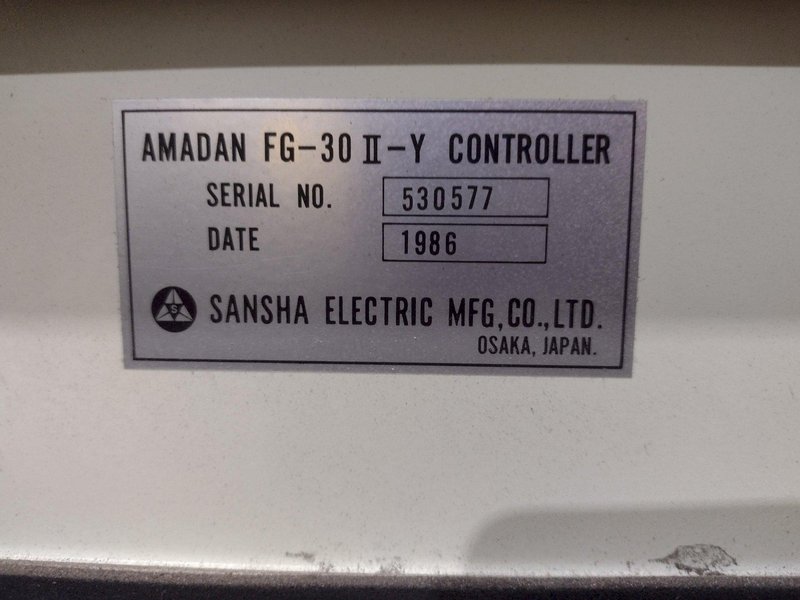 AMADAN FG-30 II-Y CONTROLLER
SERIAL NO. 530577
DATE 1986
S SANSHA ELECTRIC MFG,CO.,LTD.
OSAKA, JAPAN.